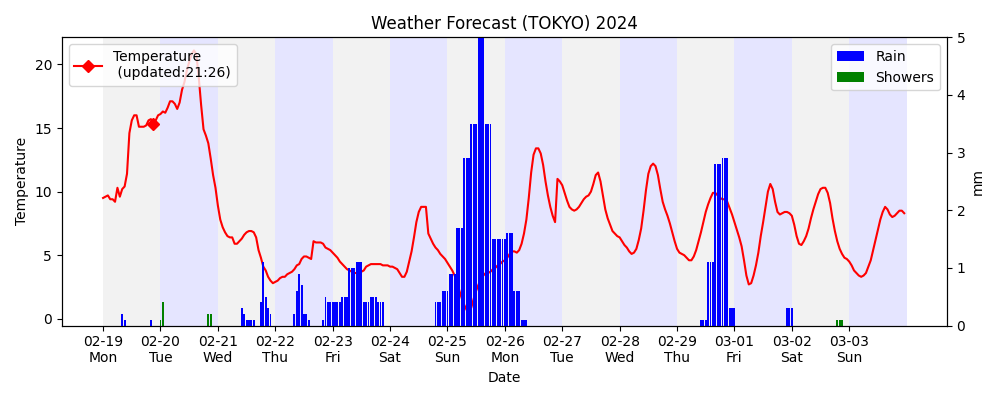 Weather Forecast (TOKYO) 2024
Temperature
(updated:21:26)
Rain
Showers
Temperature
20
15
10
5
0
5
4
3
2
1
0
mm
02-19 02-20 02-21 02-22 02-23 02-24 02-25 02-26 02-27 02-28 02-29 03-01 03-02 03-03
Mon Tue Wed Thu Fri Sat Sun Mon Tue Wed Thu Fri Sat Sun
Date